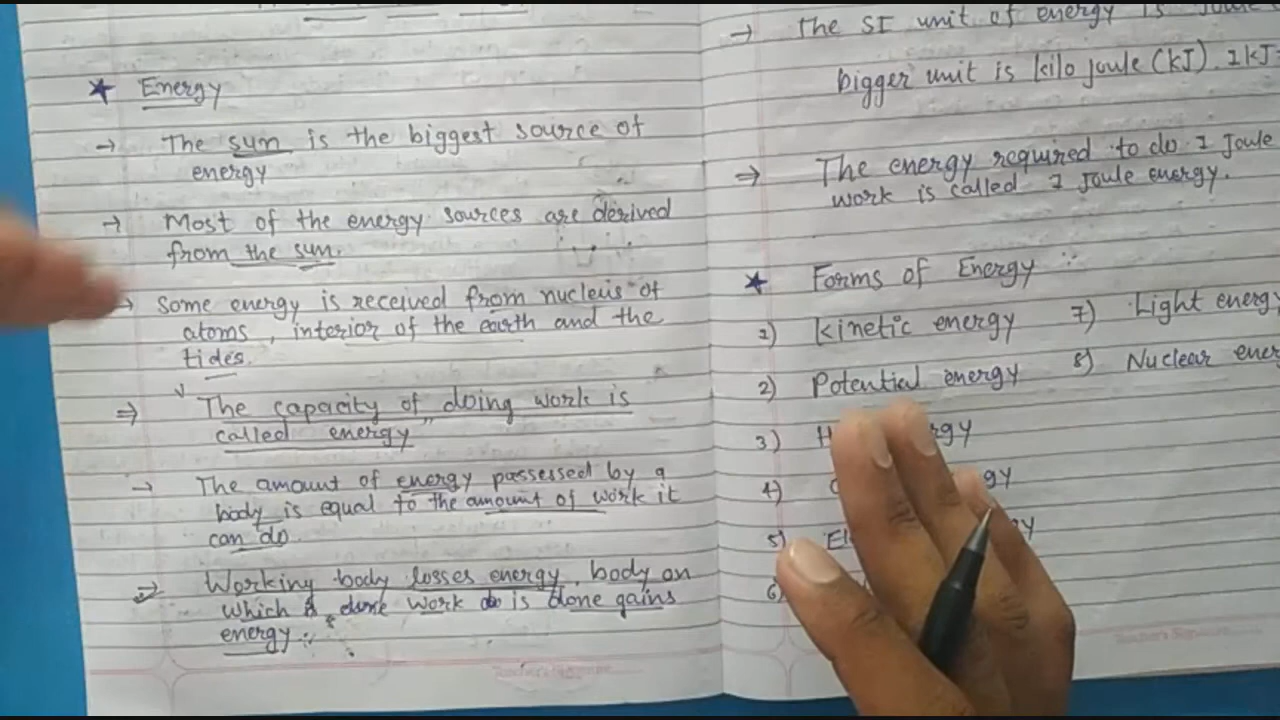 ★ Energy
→ The sun is the biggest source of
energy
→ Most of the energy sources are derived
from the sun.
→ Some energy is received from nucleus of
atoms, interior of the earth and the
tides.
⇒ The capacity of doing work is
called energy"
→ The amount of energy passessed by a
body is equal to the amount of work it
can do.
⇒ Working body losses energy, body on
which work is done gains
energy
→ The SI unit of energy is
bigger unit is kilo joule (kJ). 1 kJ
⇒ The energy required to do 1 Joule
work is called 1 Joule energy.
★ Forms of Energy :-
1) Kinetic energy 7) Light energy
2) Potential energy 8) Nuclear
3)
4)
5)
6)